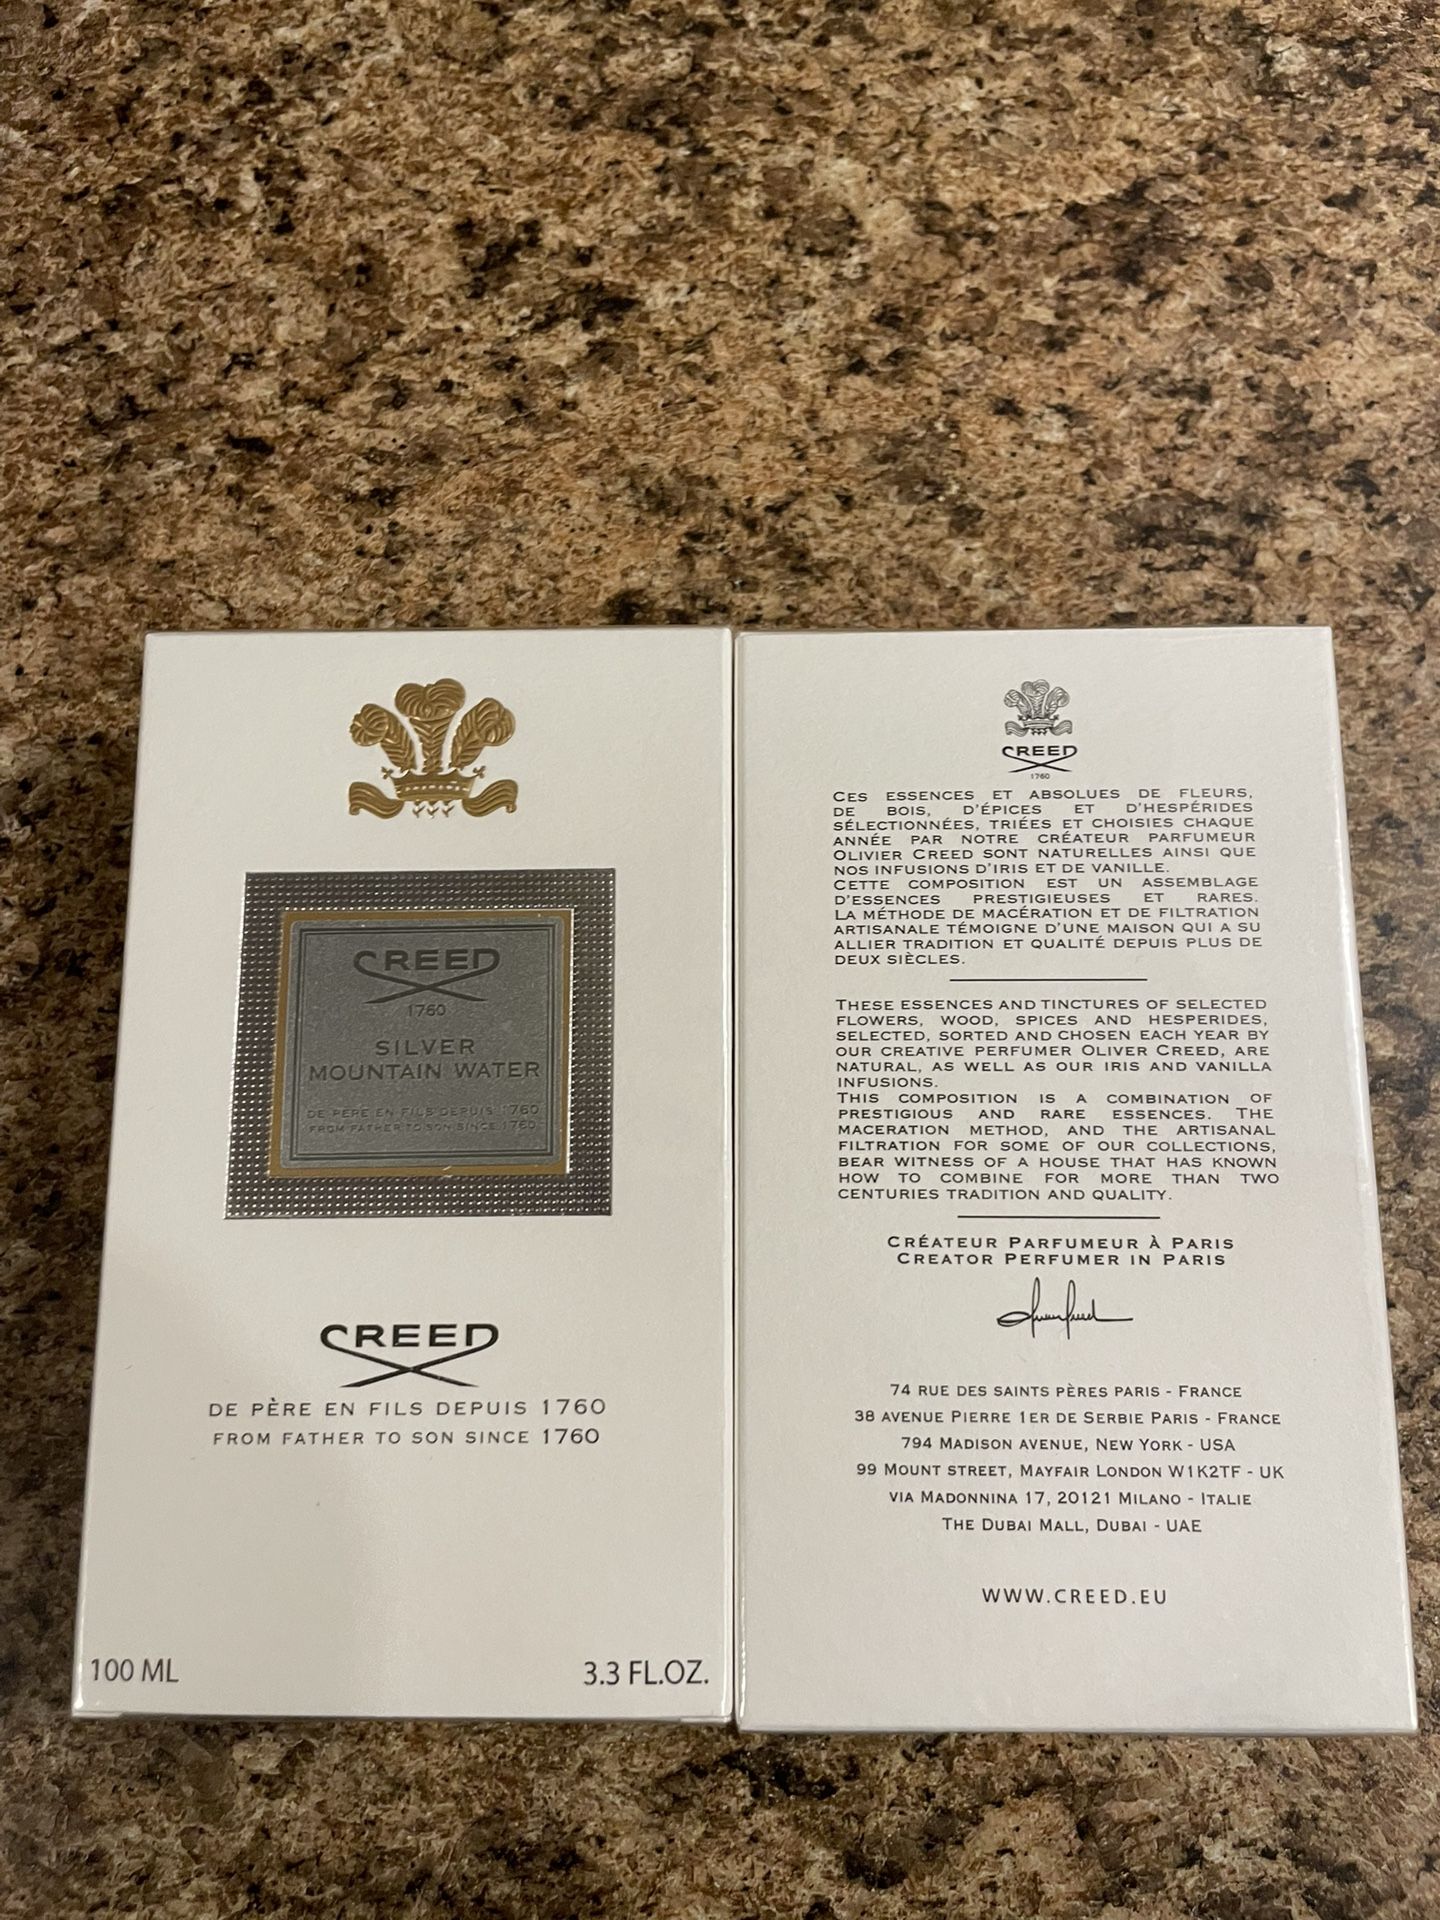 CREED
1760
SILVER
MOUNTAIN WATER
DE PÈRE EN FILS DEPUIS 1760
FROM FATHER TO SON SINCE 1760
CREED
DE PÈRE EN FILS DEPUIS 1760
FROM FATHER TO SON SINCE 1760
100 ML
3.3 FL.OZ.
CREED
1760
CES ESSENCES ET ABSOLUES DE FLEURS,
DE BOIS, D'ÉPICES ET D'HESPÉRIDES
SÉLECTIONNÉES, TRIÉES ET CHOISIES CHAQUE
ANNÉE PAR NOTRE CRÉATEUR PARFUMEUR
OLIVIER CREED SONT NATURELLES AINSI QUE
NOS INFUSIONS D'IRIS ET DE VANILLE.
CETTE COMPOSITION EST UN ASSEMBLAGE
D'ESSENCES PRESTIGIEUSES ET RARES.
LA MÉTHODE DE MACÉRATION ET DE FILTRATION
ARTISANALE TÉMOIGNE D'UNE MAISON QUI A SU
ALLIER TRADITION ET QUALITÉ DEPUIS PLUS DE
DEUX SIÈCLES.
THESE ESSENCES AND TINCTURES OF SELECTED
FLOWERS, WOOD, SPICES AND HESPERIDES,
SELECTED, SORTED AND CHOSEN EACH YEAR BY
OUR CREATIVE PERFUMER OLIVER CREED, ARE
NATURAL, AS WELL AS OUR IRIS AND VANILLA
INFUSIONS.
THIS COMPOSITION IS A COMBINATION OF
PRESTIGIOUS AND RARE ESSENCES. THE
MACERATION METHOD, AND THE ARTISANAL
FILTRATION FOR SOME OF OUR COLLECTIONS,
BEAR WITNESS OF A HOUSE THAT HAS KNOWN
HOW TO COMBINE FOR MORE THAN TWO
CENTURIES TRADITION AND QUALITY.
CRÉATEUR PARFUMEUR À PARIS
CREATOR PERFUMER IN PARIS
74 RUE DES SAINTS PÈRES PARIS - FRANCE
38 AVENUE PIERRE 1ER DE SERBIE PARIS - FRANCE
794 MADISON AVENUE, NEW YORK - USA
99 MOUNT STREET, MAYFAIR LONDON W1K2TF - UK
VIA MADONNINA 17, 20121 MILANO - ITALIE
THE DUBAI MALL, DUBAI - UAE
WWW.CREED.EU